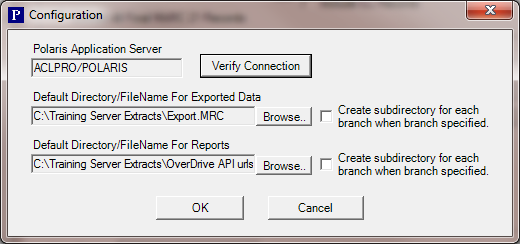 Configuration
Polaris Application Server
ACLPRO/POLARIS
Verify Connection
Default Directory/FileName For Exported Data
C:\Training Server Extracts\Export.MRC
Browse..
Create subdirectory for each
branch when branch specified.
Default Directory/FileName For Reports
C:\Training Server Extracts\OverDrive API urls
Browse..
Create subdirectory for each
branch when branch specified.
OK
Cancel